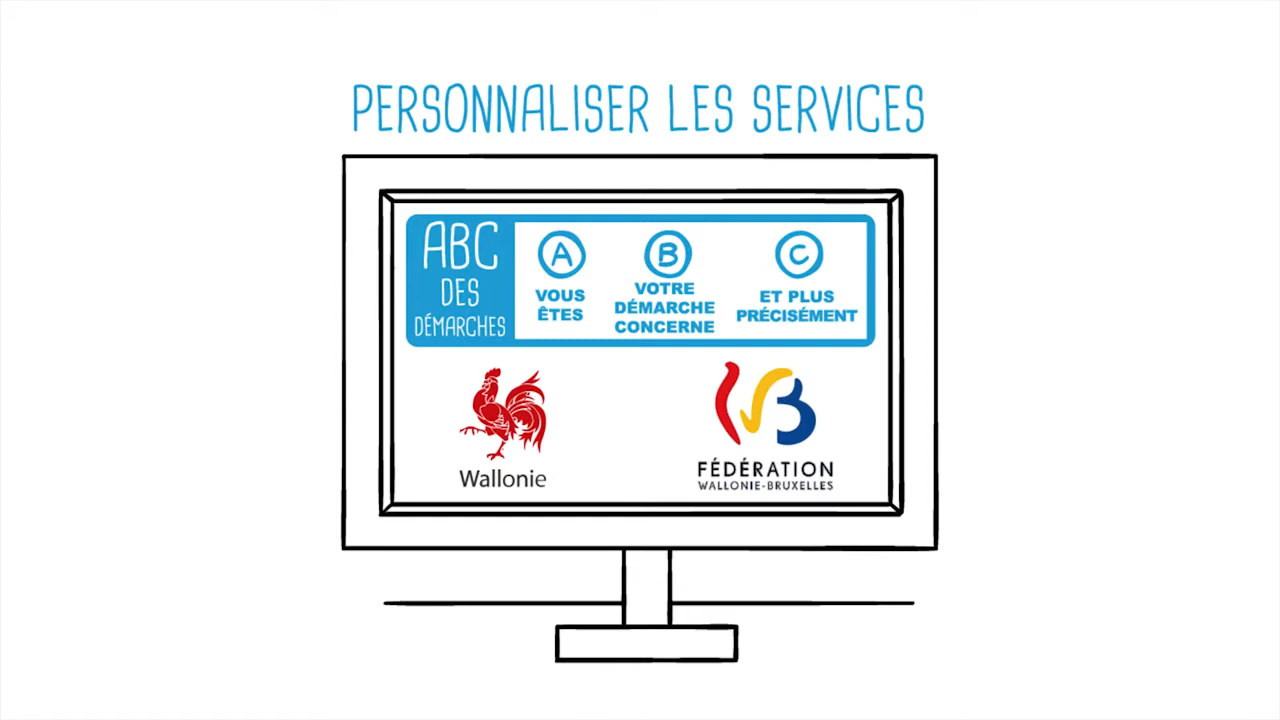 PERSONNALISER LES SERVICES
ABC
DES
DÉMARCHES
A
VOUS
ÊTES
B
VOTRE
DÉMARCHE
CONCERNE
C
ET PLUS
PRÉCISÉMENT
Wallonie
FÉDÉRATION
WALLONIE-BRUXELLES